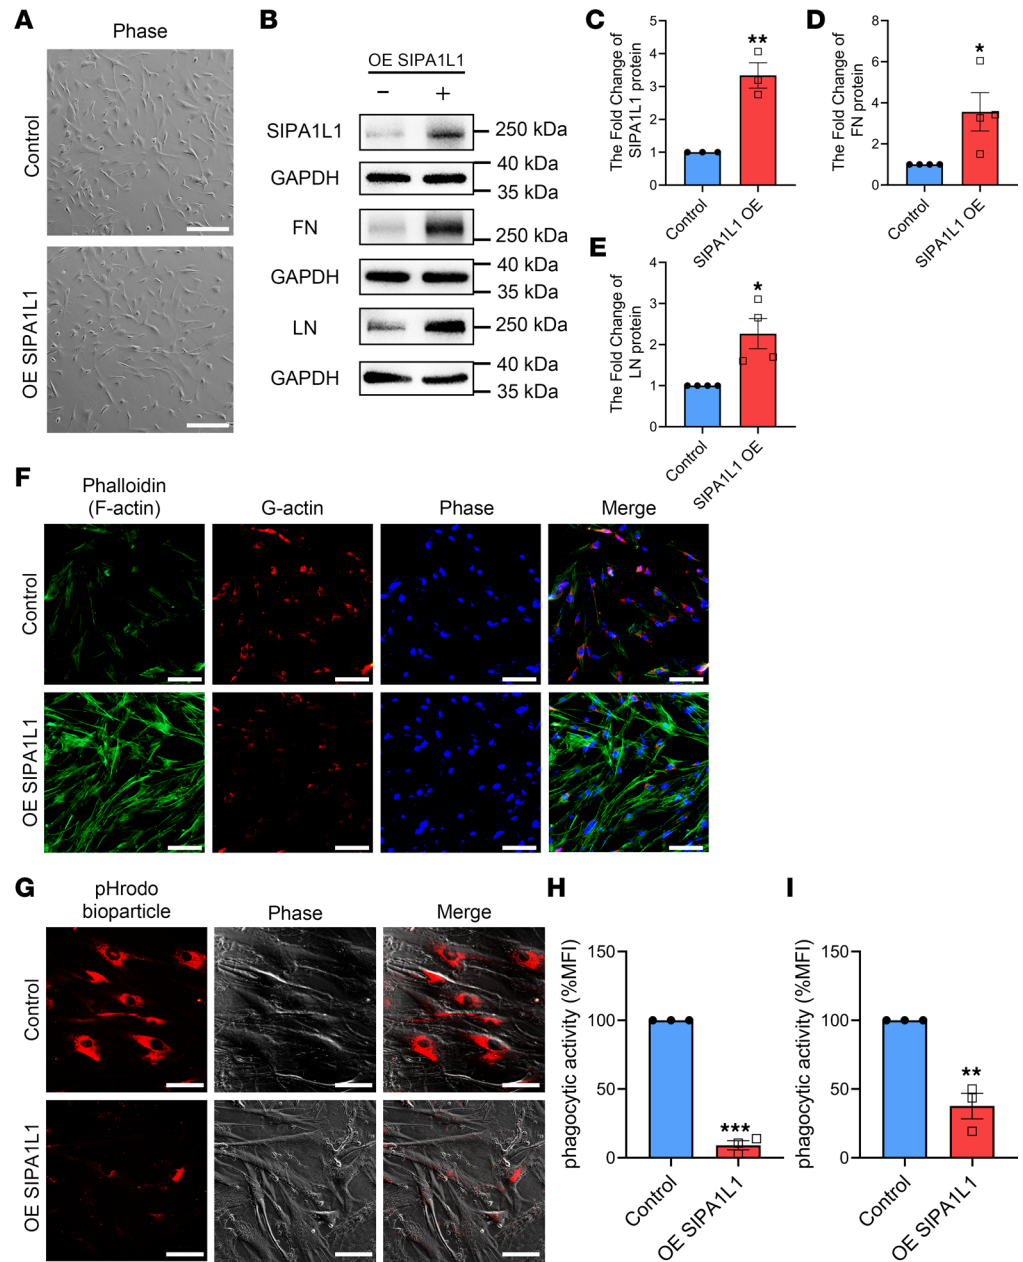 A
Phase
Control
OE SIPA1L1
B
OE SIPA1L1
− +
SIPA1L1
250 kDa
GAPDH
40 kDa
35 kDa
FN
250 kDa
GAPDH
40 kDa
35 kDa
LN
250 kDa
GAPDH
40 kDa
35 kDa
C
The Fold Change of
SIPA1L1 protein
5
4
3
2
1
0
**
Control
SIPA1L1 OE
D
The Fold Change of
FN protein
8
6
4
2
0
*
Control
SIPA1L1 OE
E
The Fold Change of
LN protein
4
3
2
1
0
*
Control
SIPA1L1 OE
F
Phalloidin
(F-actin)
G-actin
Phase
Merge
Control
OE SIPA1L1
G
pHrodo
bioparticle
Phase
Merge
Control
OE SIPA1L1
H
phagocytic activity (%MFI)
150
100
50
0
***
Control
OE SIPA1L1
I
phagocytic activity (%MFI)
150
100
50
0
**
Control
OE SIPA1L1